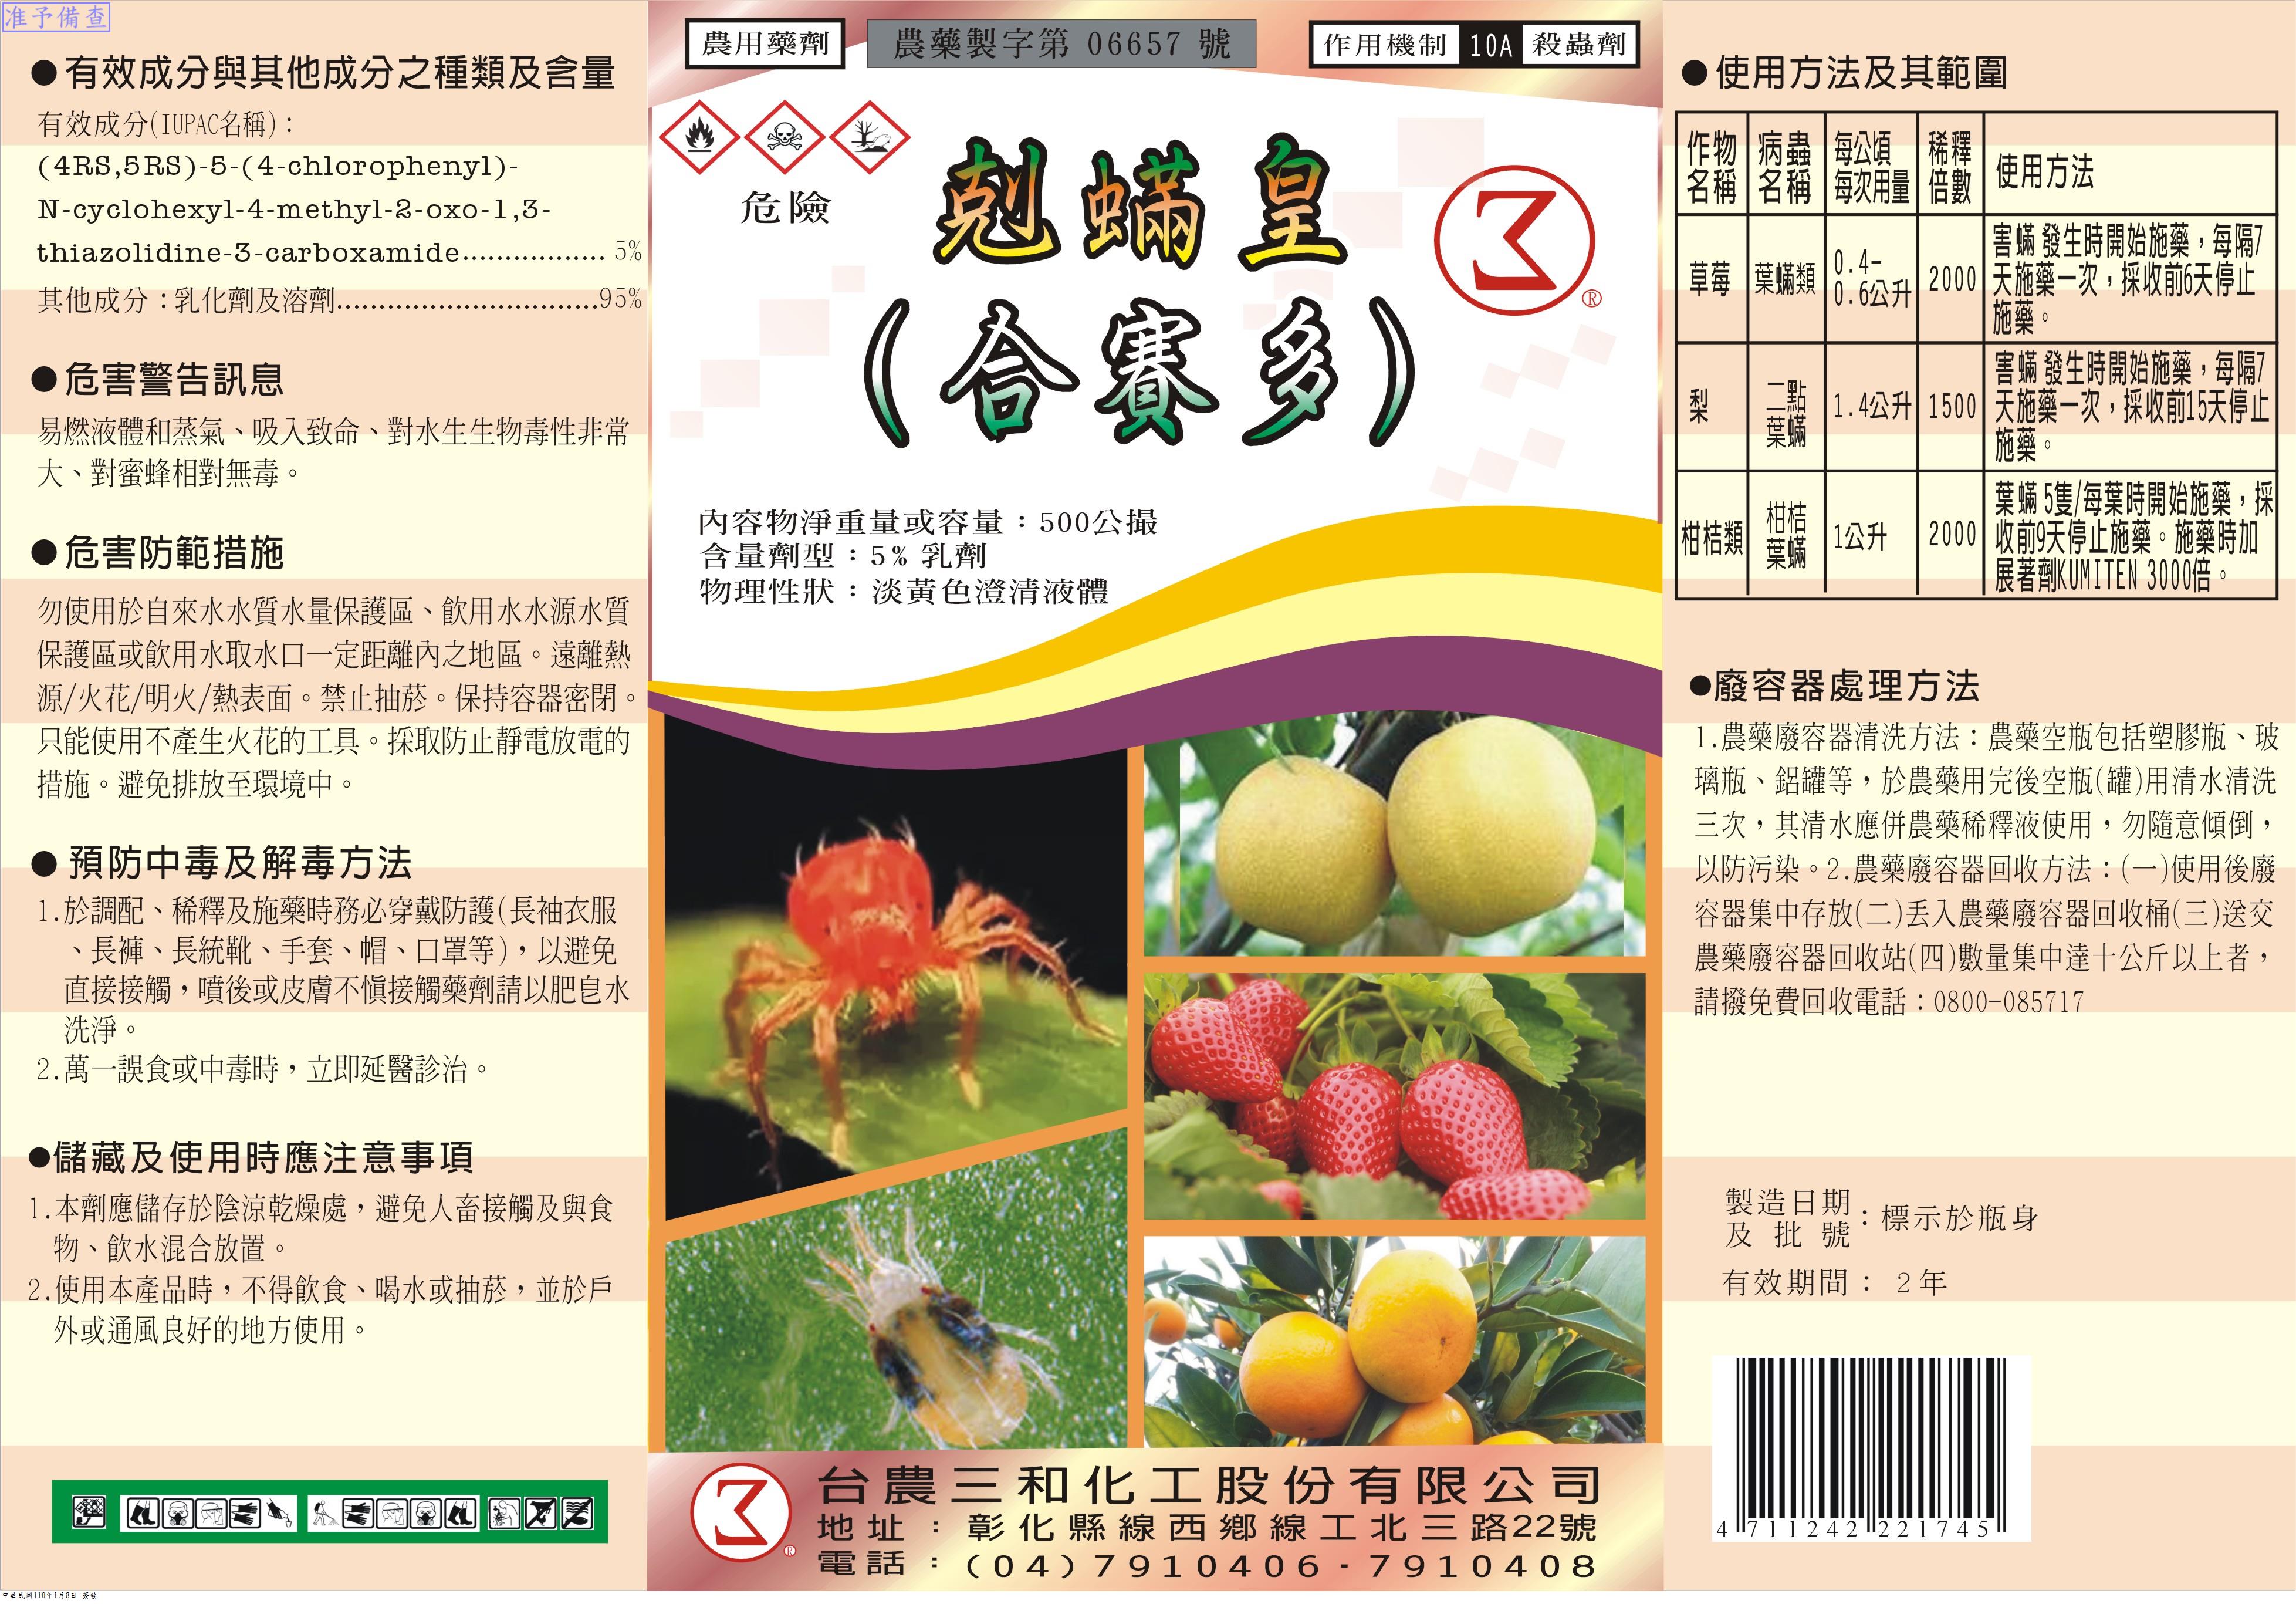 准予備查
●有效成分與其他成分之種類及含量
有效成分(IUPAC名稱)：
(4RS,5RS)-5-(4-chlorophenyl)-
N-cyclohexyl-4-methyl-2-oxo-1,3-
thiazolidine-3-carboxamide................. 5%
其他成分：乳化劑及溶劑...............................95%
●危害警告訊息
易燃液體和蒸氣、吸入致命、對水生生物毒性非常
大、對蜜蜂相對無毒。
●危害防範措施
勿使用於自來水水質水量保護區、飲用水水源水質
保護區或飲用水取水口一定距離內之地區。遠離熱
源/火花/明火/熱表面。禁止抽菸。保持容器密閉。
只能使用不產生火花的工具。採取防止靜電放電的
措施。避免排放至環境中。
●預防中毒及解毒方法
1.於調配、稀釋及施藥時務必穿戴防護(長袖衣服
、長褲、長統靴、手套、帽、口罩等)，以避免
直接接觸，噴後或皮膚不慎接觸藥劑請以肥皂水
洗淨。
2.萬一誤食或中毒時，立即延醫診治。
●儲藏及使用時應注意事項
1.本劑應儲存於陰涼乾燥處，避免人畜接觸及與食
物、飲水混合放置。
2.使用本產品時，不得飲食、喝水或抽菸，並於戶
外或通風良好的地方使用。
中華民國110年1月8日 簽發
農用藥劑
農藥製字第 06657 號
作用機制 10A 殺蟲劑
危險
剋蟎皇
(合賽多)
®
內容物淨重量或容量：500公撮
含量劑型：5% 乳劑
物理性狀：淡黃色澄清液體
®
台農三和化工股份有限公司
地址：彰化縣線西鄉線工北三路22號
電話：(04)7910406-7910408
●使用方法及其範圍
作物名稱 病蟲名稱 每公頃每次用量 稀釋倍數 使用方法
草莓 葉蟎類 0.4-0.6公升 2000 害蟎 發生時開始施藥，每隔7
天施藥一次，採收前6天停止
施藥。
梨 二點葉蟎 1.4公升 1500 害蟎 發生時開始施藥，每隔7
天施藥一次，採收前15天停止
施藥。
柑桔類 柑桔葉蟎 1公升 2000 葉蟎 5隻/每葉時開始施藥，採
收前9天停止施藥。施藥時加
展著劑KUMITEN 3000倍。
●廢容器處理方法
1.農藥廢容器清洗方法：農藥空瓶包括塑膠瓶、玻
璃瓶、鋁罐等，於農藥用完後空瓶(罐)用清水清洗
三次，其清水應併農藥稀釋液使用，勿隨意傾倒，
以防污染。2.農藥廢容器回收方法：(一)使用後廢
容器集中存放(二)丟入農藥廢容器回收桶(三)送交
農藥廢容器回收站(四)數量集中達十公斤以上者，
請撥免費回收電話：0800-085717
製造日期
及 批 號：標示於瓶身
有效期間： 2年
4 711242 221745